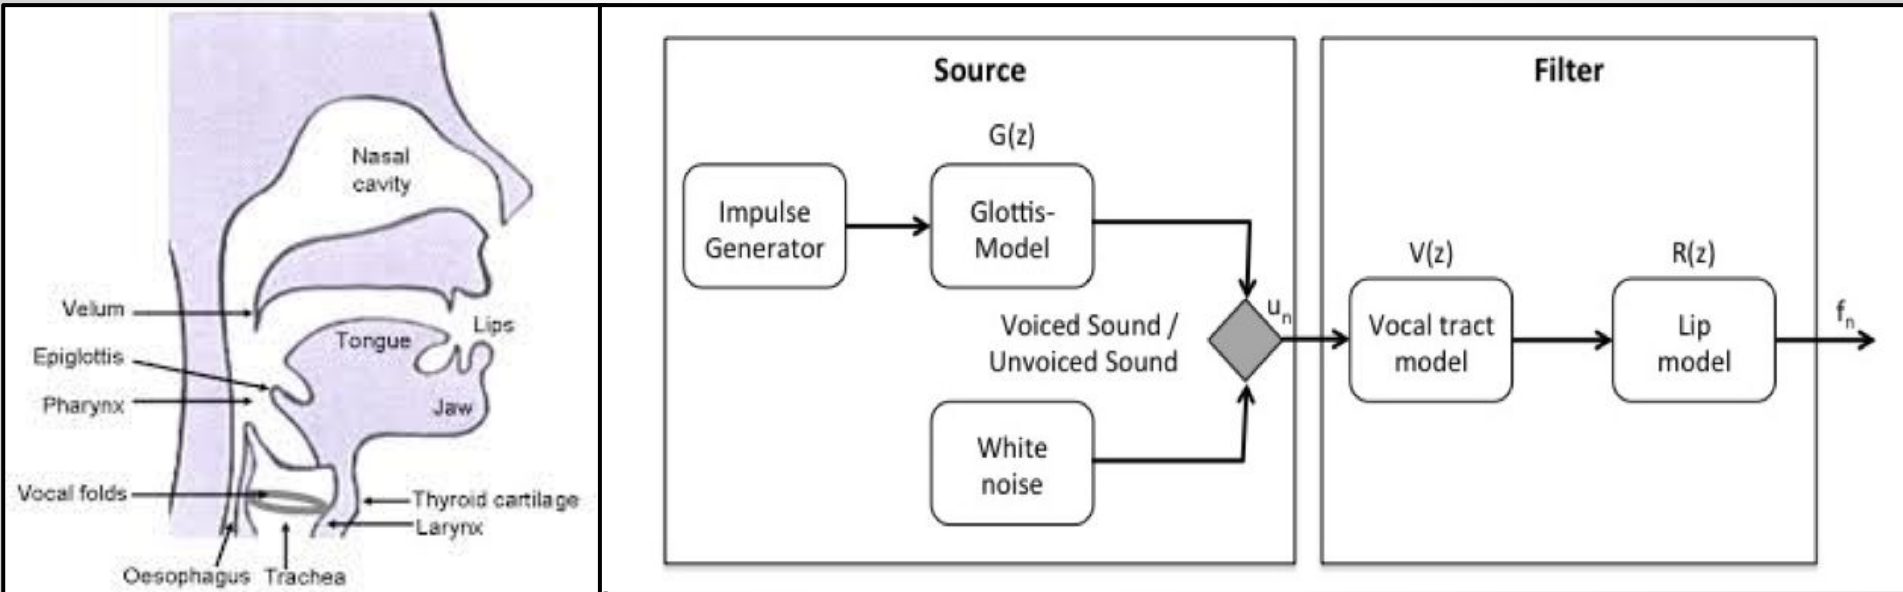 Nasal
cavity
Velum
Tongue
Lips
Epiglottis
Pharynx
Jaw
Vocal folds
Thyroid cartilage
Larynx
Oesophagus
Trachea
Source
G(z)
Impulse
Generator
Glottis-
Model
Voiced Sound /
Unvoiced Sound
White
noise
uₙ
Filter
V(z)
Vocal tract
model
R(z)
Lip
model
fₙ